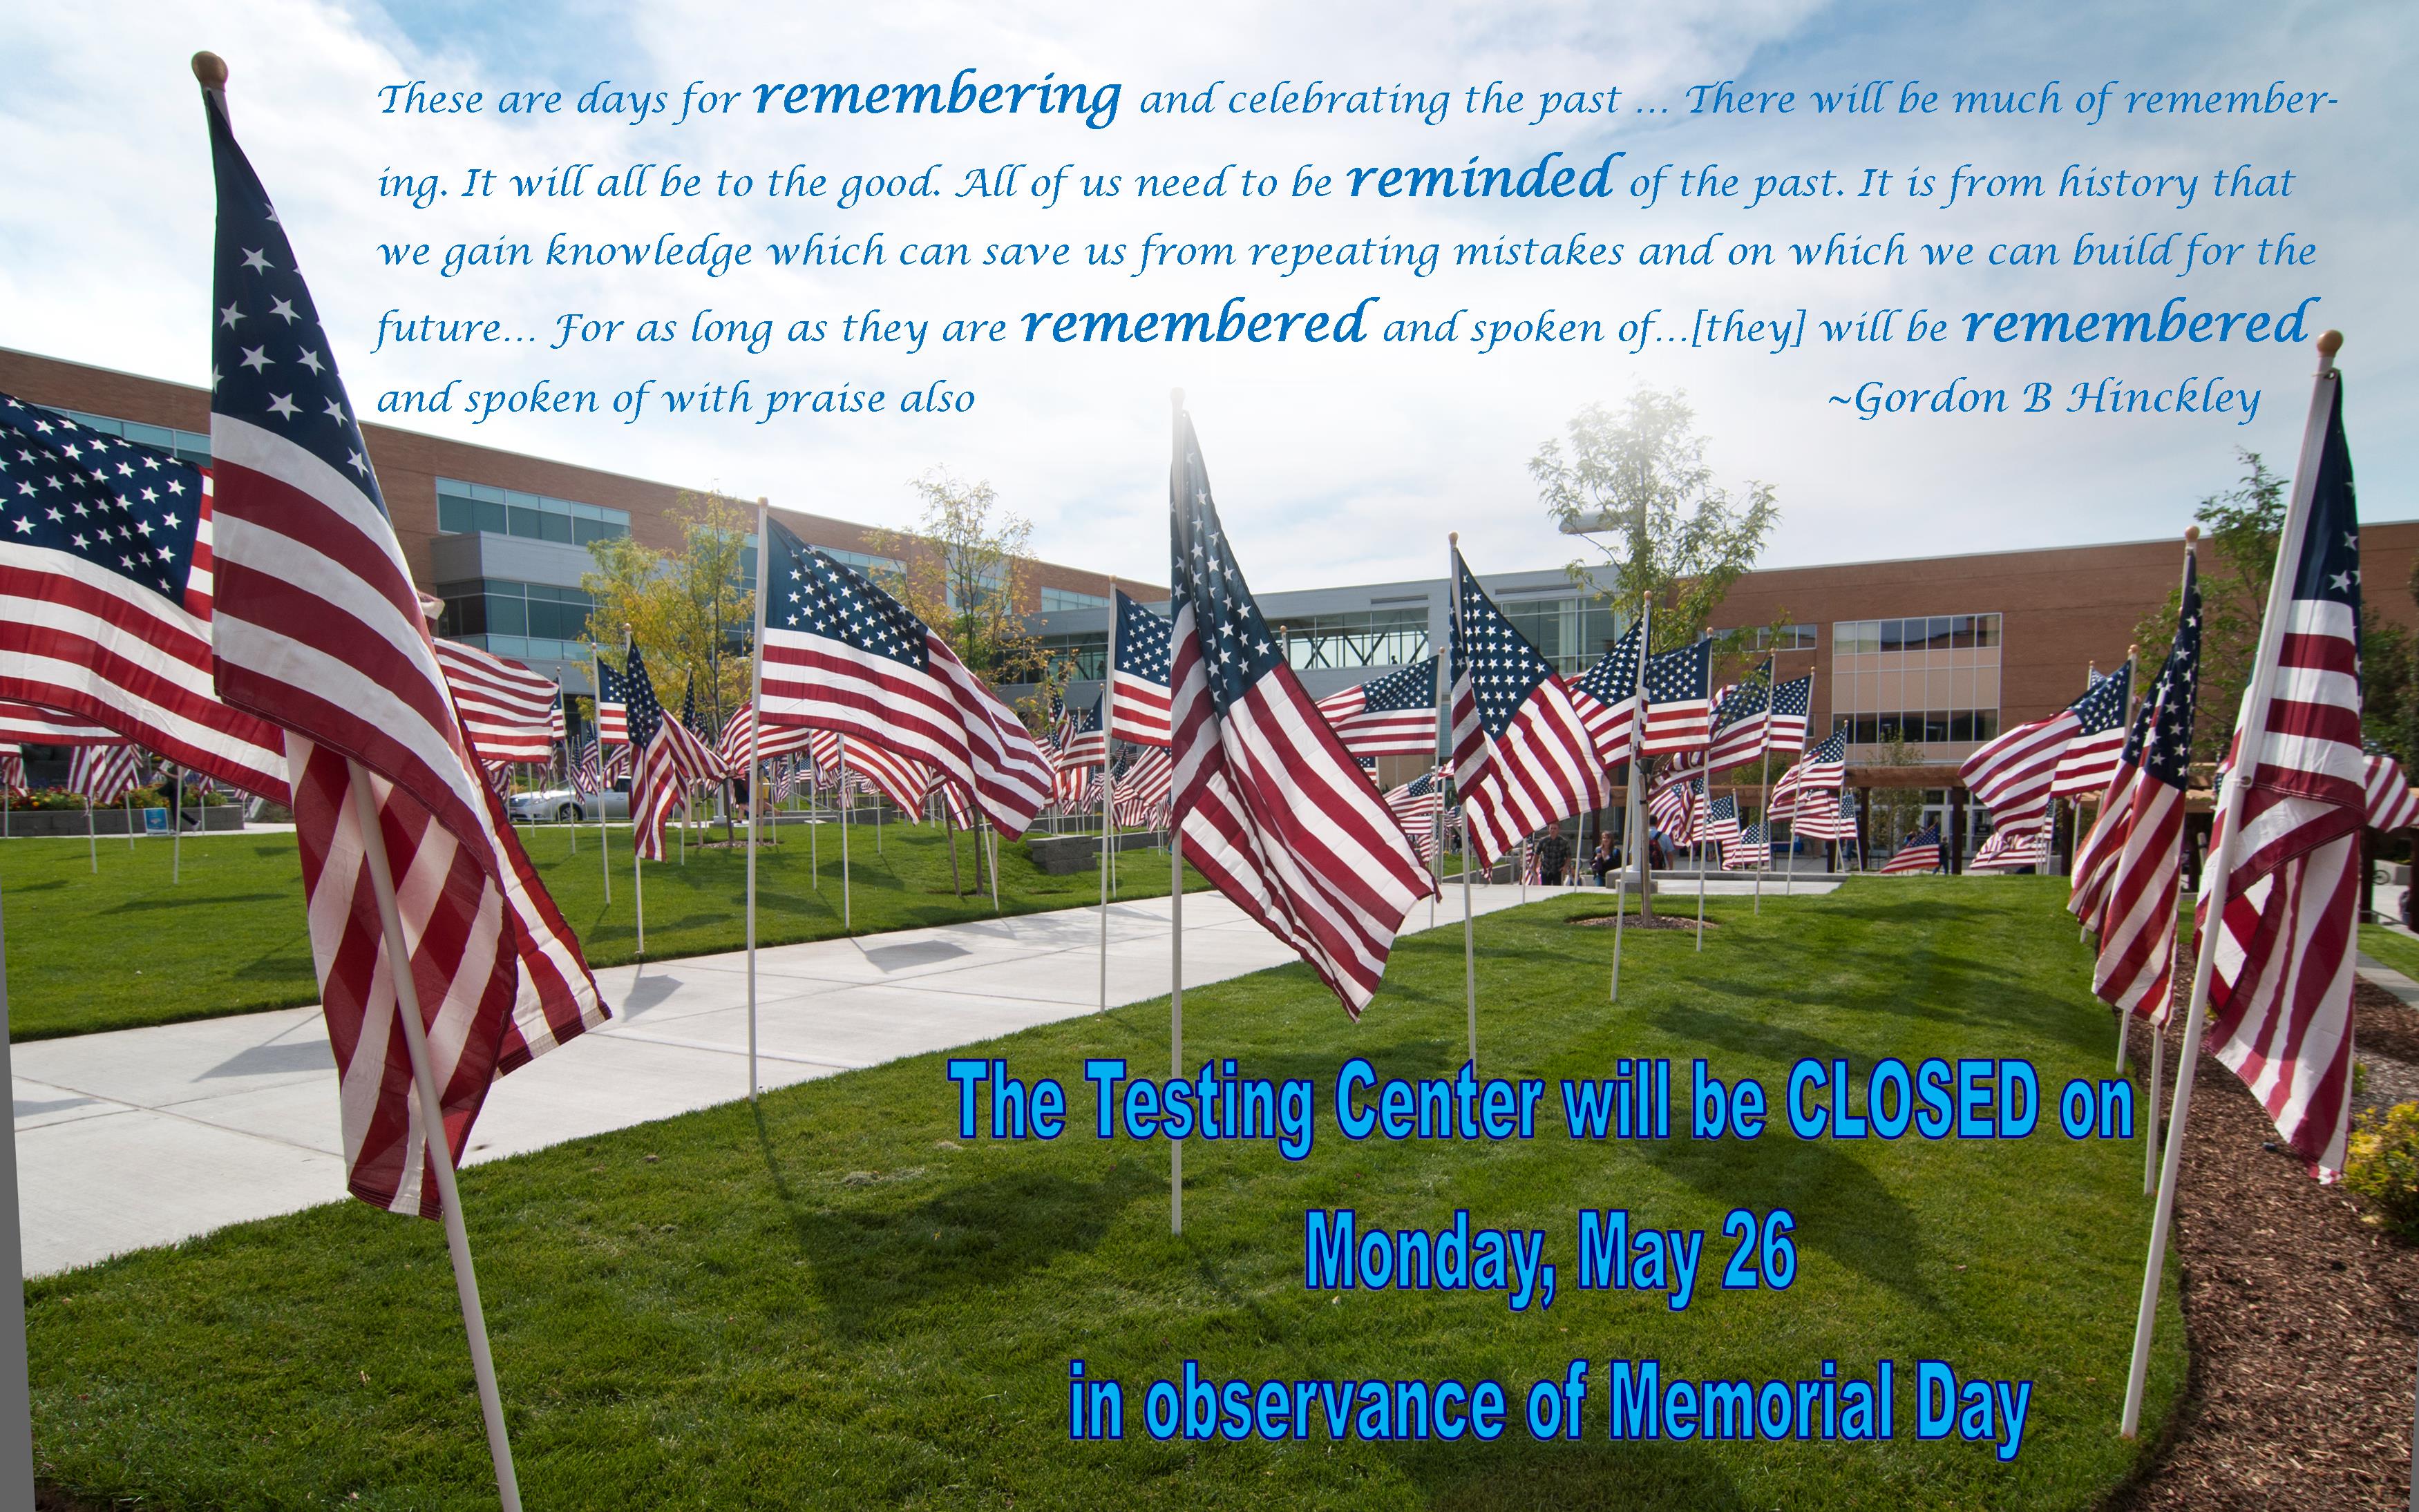 These are days for remembering and celebrating the past ... There will be much of remember-
ing. It will all be to the good. All of us need to be reminded of the past. It is from history that
we gain knowledge which can save us from repeating mistakes and on which we can build for the
future... For as long as they are remembered and spoken of...[they] will be remembered
and spoken of with praise also ~Gordon B Hinckley
The Testing Center will be CLOSED on
Monday, May 26
in observance of Memorial Day